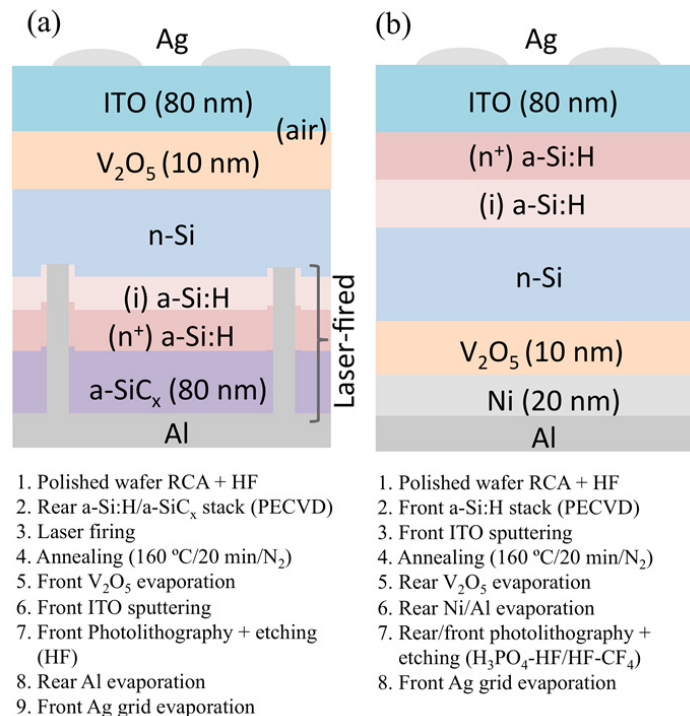 (a)
Ag
ITO (80 nm)
(air)
V₂O₅ (10 nm)
n-Si
(i) a-Si:H
(n⁺) a-Si:H
a-SiCₓ (80 nm)
Al
Laser-fired
1. Polished wafer RCA + HF
2. Rear a-Si:H/a-SiCₓ stack (PECVD)
3. Laser firing
4. Annealing (160 ºC/20 min/N₂)
5. Front V₂O₅ evaporation
6. Front ITO sputtering
7. Front Photolithography + etching
(HF)
8. Rear Al evaporation
9. Front Ag grid evaporation
(b)
Ag
ITO (80 nm)
(n⁺) a-Si:H
(i) a-Si:H
n-Si
V₂O₅ (10 nm)
Ni (20 nm)
Al
1. Polished wafer RCA + HF
2. Front a-Si:H stack (PECVD)
3. Front ITO sputtering
4. Annealing (160 ºC/20 min/N₂)
5. Rear V₂O₅ evaporation
6. Rear Ni/Al evaporation
7. Rear/front photolithography +
etching (H₃PO₄-HF/HF-CF₄)
8. Front Ag grid evaporation